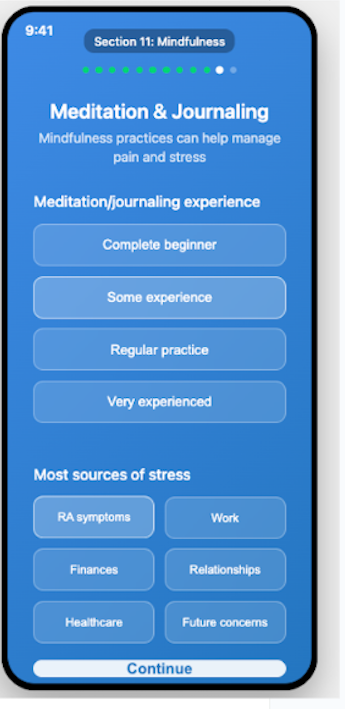 9:41
Section 11: Mindfulness
Meditation & Journaling
Mindfulness practices can help manage
pain and stress
Meditation/journaling experience
Complete beginner
Some experience
Regular practice
Very experienced
Most sources of stress
RA symptoms
Work
Finances
Relationships
Healthcare
Future concerns
Continue